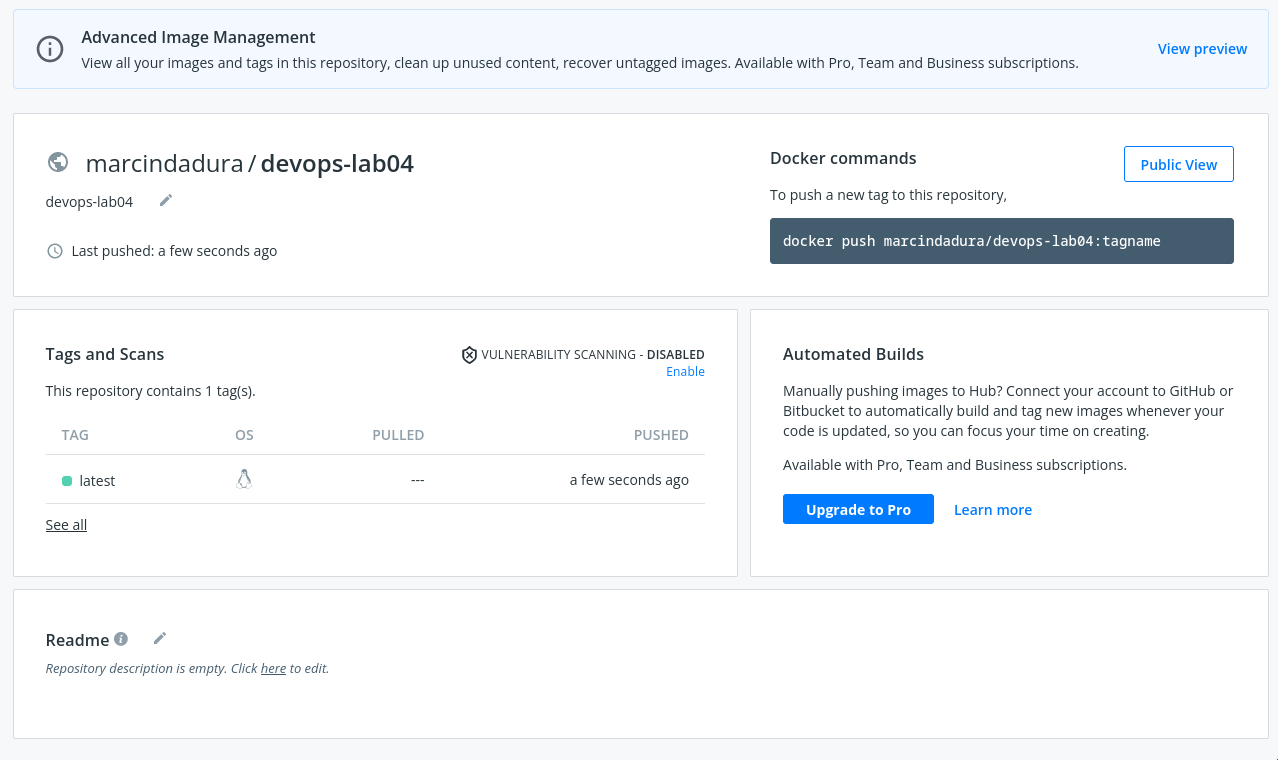 Advanced Image Management
View all your images and tags in this repository, clean up unused content, recover untagged images. Available with Pro, Team and Business subscriptions.
View preview
marcindadura / devops-lab04
devops-lab04
Last pushed: a few seconds ago
Docker commands
Public View
To push a new tag to this repository,
docker push marcindadura/devops-lab04:tagname
Tags and Scans
VULNERABILITY SCANNING - DISABLED
Enable
This repository contains 1 tag(s).
TAG OS PULLED PUSHED
latest --- a few seconds ago
See all
Automated Builds
Manually pushing images to Hub? Connect your account to GitHub or
Bitbucket to automatically build and tag new images whenever your
code is updated, so you can focus your time on creating.
Available with Pro, Team and Business subscriptions.
Upgrade to Pro Learn more
Readme
Repository description is empty. Click here to edit.